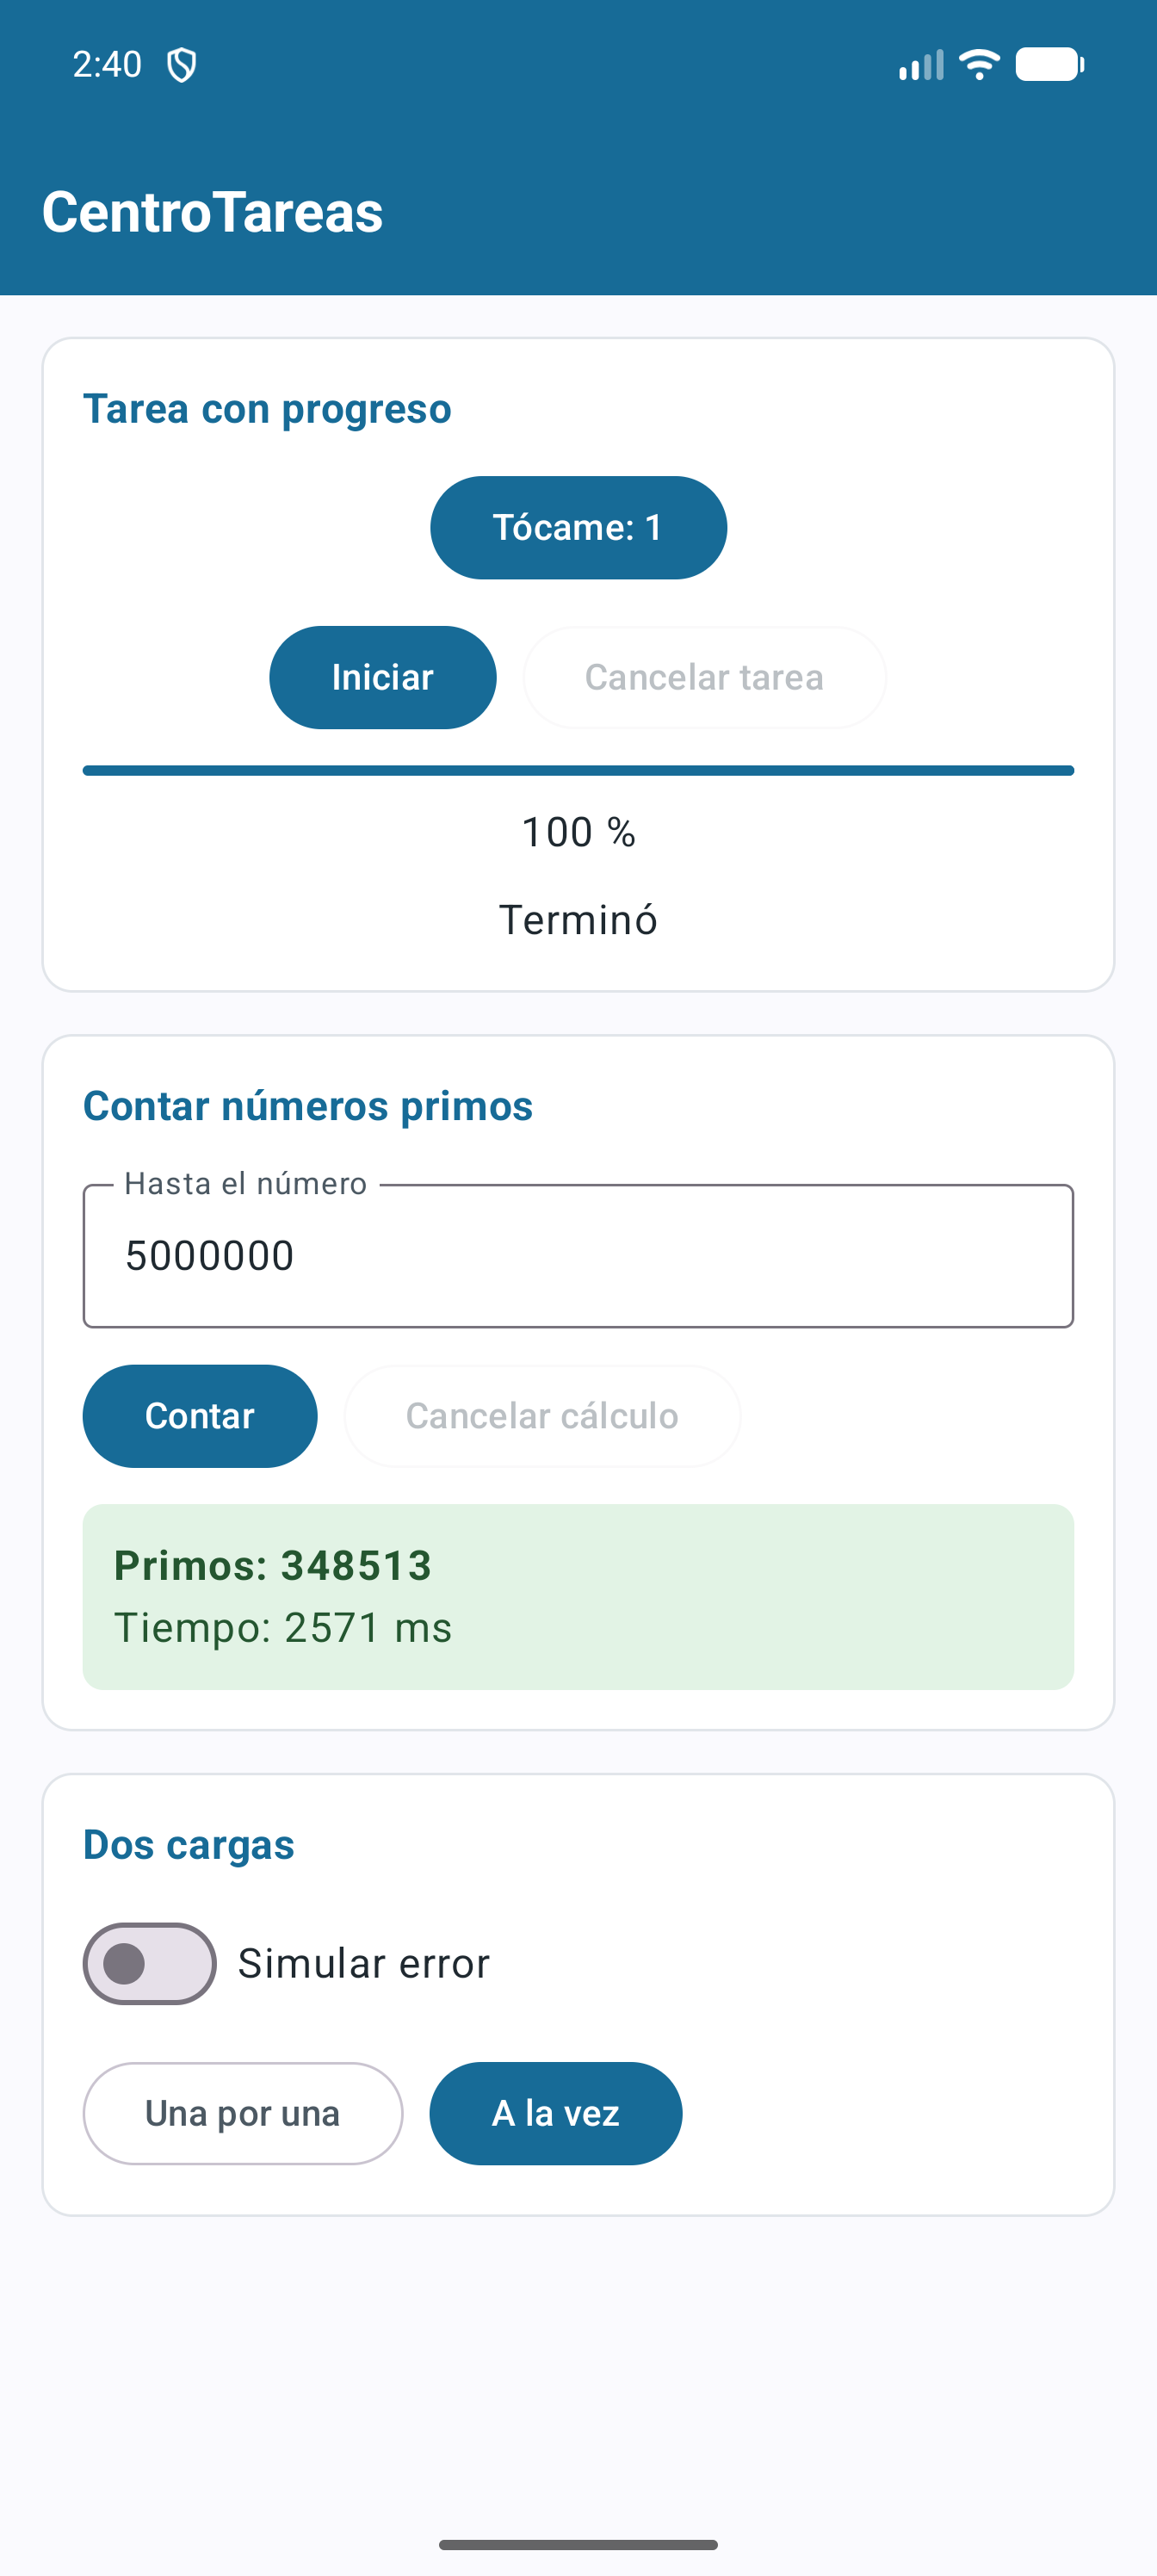 2:40
CentroTareas
Tarea con progreso
Tócame: 1
Iniciar
Cancelar tarea
100 %
Terminó
Contar números primos
Hasta el número
5000000
Contar
Cancelar cálculo
Primos: 348513
Tiempo: 2571 ms
Dos cargas
Simular error
Una por una
A la vez